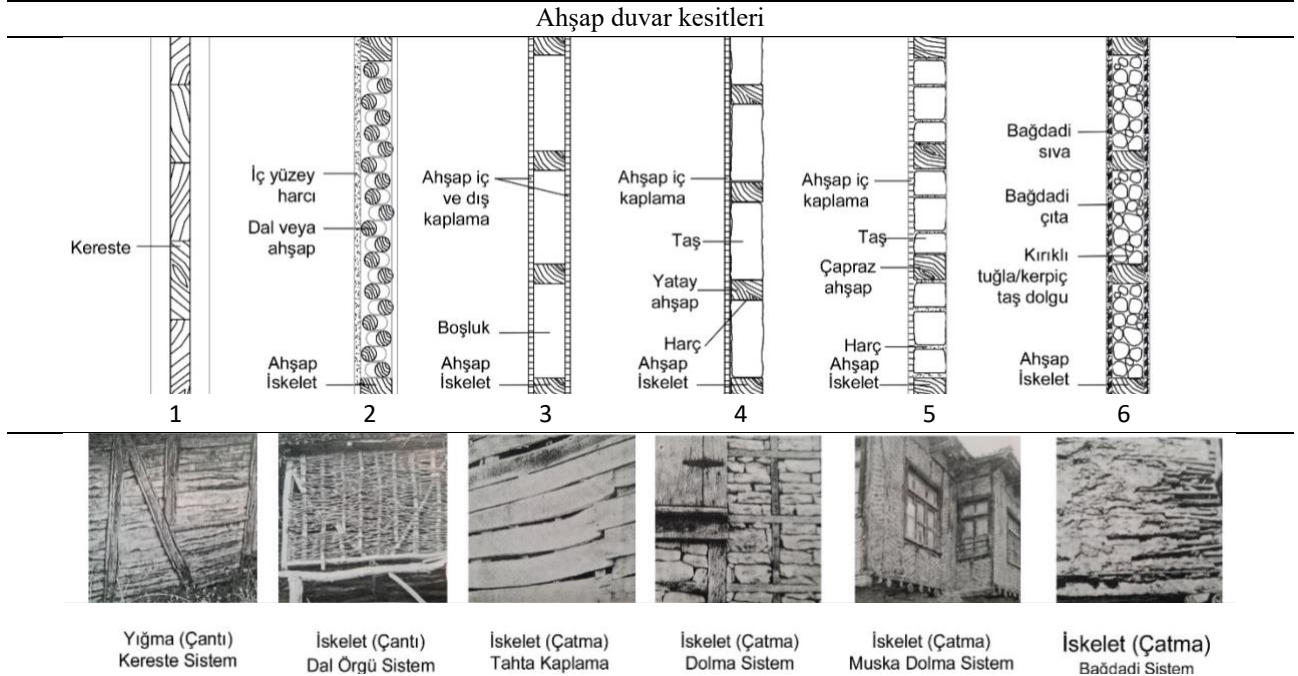 Ahşap duvar kesitleri
Kereste
1
İç yüzey
harcı
Dal veya
ahşap
Ahşap
İskelet
2
Ahşap iç
ve dış
kaplama
Boşluk
Ahşap
İskelet
3
Ahşap iç
kaplama
Taş
Yatay
ahşap
Harç
Ahşap
İskelet
4
Ahşap iç
kaplama
Taş
Çapraz
ahşap
Harç
Ahşap
İskelet
5
Bağdadi
sıva
Bağdadi
çıta
Kırıklı
tuğla/kerpiç
taş dolgu
Ahşap
İskelet
6
Yığma (Çantı)
Kereste Sistem
İskelet (Çantı)
Dal Örgü Sistem
İskelet (Çatma)
Tahta Kaplama
İskelet (Çatma)
Dolma Sistem
İskelet (Çatma)
Muska Dolma Sistem
İskelet (Çatma)
Bağdadi Sistem